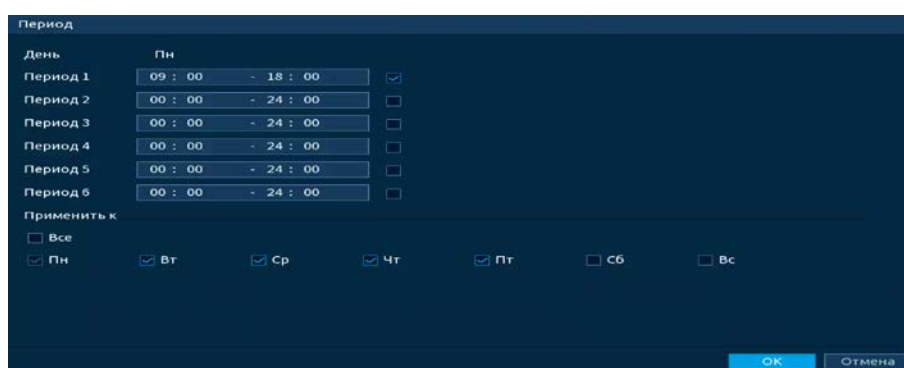 Период
День Пн
Период 1 09 : 00 - 18 : 00
Период 2 00 : 00 - 24 : 00
Период 3 00 : 00 - 24 : 00
Период 4 00 : 00 - 24 : 00
Период 5 00 : 00 - 24 : 00
Период 6 00 : 00 - 24 : 00
Применить к
Все
Пн Вт Ср Чт Пт Сб Вс
ОК Отмена